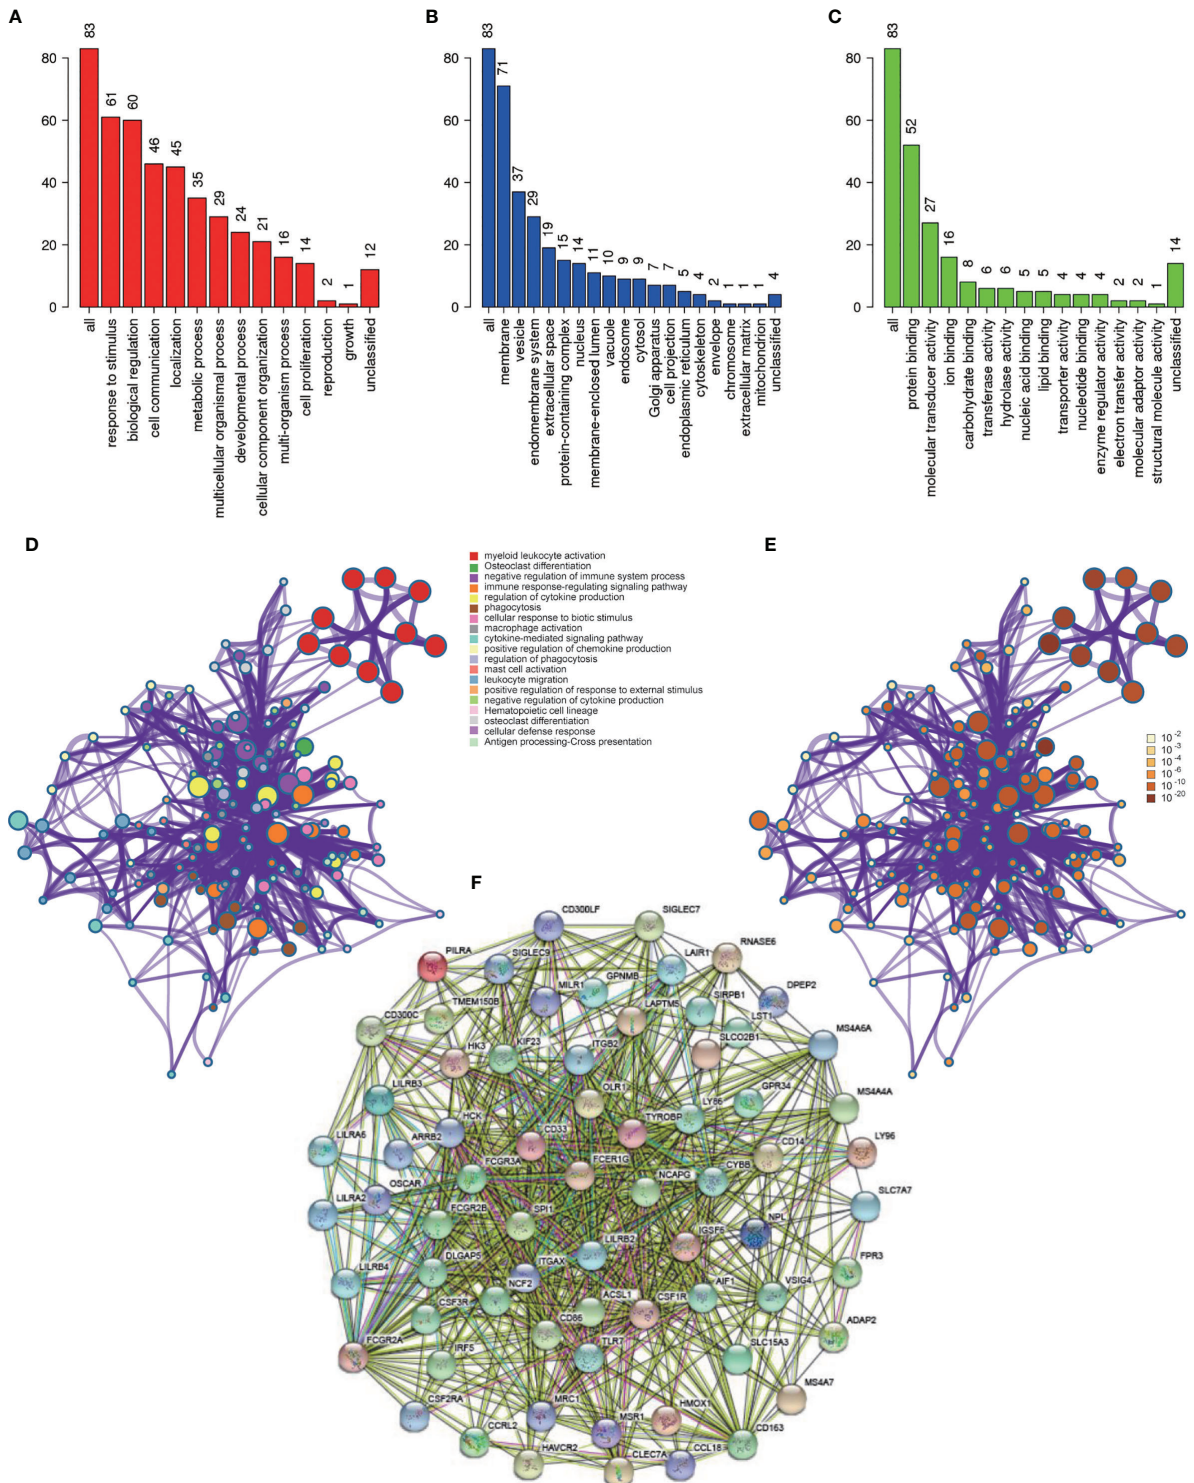 A
B
C
83
61
60
46
45
35
29
24
21
16
14
2
1
12
80
60
40
20
0
all
response to stimulus
biological regulation
cell communication
localization
metabolic process
multicellular organismal process
developmental process
cellular component organization
multi-organism process
cell proliferation
reproduction
growth
unclassified
83
71
37
29
19
15
14
11
10
9
9
7
7
5
4
2
1
1
1
4
80
60
40
20
0
all
membrane
vesicle
endomembrane system
extracellular space
protein-containing complex
nucleus
membrane-enclosed lumen
vacuole
endosome
cytosol
Golgi apparatus
cell projection
endoplasmic reticulum
cytoskeleton
envelope
chromosome
extracellular matrix
mitochondrion
unclassified
83
52
27
16
8
6
6
5
5
4
4
4
2
2
1
14
80
60
40
20
0
all
protein binding
molecular transducer activity
ion binding
carbohydrate binding
transferase activity
hydrolase activity
nucleic acid binding
lipid binding
transporter activity
nucleotide binding
enzyme regulator activity
electron transfer activity
molecular adaptor activity
structural molecule activity
unclassified
D
myeloid leukocyte activation
Osteoclast differentiation
negative regulation of immune system process
immune response-regulating signaling pathway
regulation of cytokine production
phagocytosis
cellular response to biotic stimulus
macrophage activation
cytokine-mediated signaling pathway
positive regulation of chemokine production
regulation of phagocytosis
mast cell activation
leukocyte migration
positive regulation of response to external stimulus
negative regulation of cytokine production
Hematopoietic cell lineage
osteoclast differentiation
cellular defense response
Antigen processing-Cross presentation
E
10 -2
10 -3
10 -4
10 -6
10 -10
10 -20
F
CD300LF
SIGLEC7
PILRA
SIGLEC9
LAIR1
RNASE6
MILR1
GPNMB
SIRPB1
DPEP2
TMEM150B
LAPTM5
LST1
CD300C
MS4A6A
HK3
KIF23
ITGB2
SLCO2B1
LILRB3
OLR1
LY86
GPR34
MS4A4A
HCK
CD33
TYROBP
LILRA6
ARRB2
CD14
LY96
FCGR3A
FCER1G
NCAPG
CYBB
OSCAR
LILRA2
SLC7A7
FCGR2B
SPI1
IGSF6
NPL
LILRB2
DLGAP5
ITGAX
FPR3
LILRB4
NCF2
AIF1
VSIG4
CSF3R
ACSL1
CSF1R
CD86
ADAP2
FCGR2A
IRF5
TLR7
SLC15A3
MS4A7
CSF2RA
MRC1
HMOX1
CCRL2
MSR1
CD163
HAVCR2
CLEC7A
CCL18